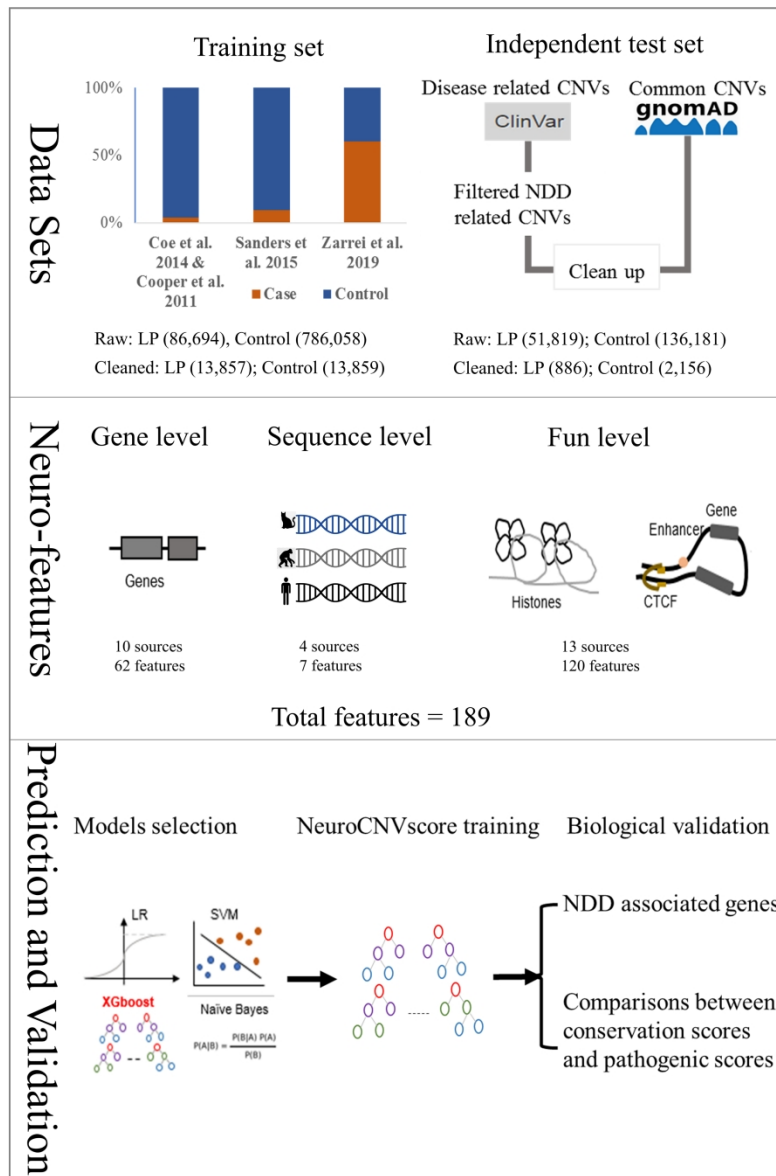 Data Sets
Training set
100%
50%
0%
Coe et al.
2014 &
Cooper et al.
2011
Sanders
et al. 2015
Zarrei et al.
2019
Case
Control
Raw: LP (86,694), Control (786,058)
Cleaned: LP (13,857); Control (13,859)
Independent test set
Disease related CNVs
ClinVar
Common CNVs
gnomAD
Filtered NDD
related CNVs
Clean up
Raw: LP (51,819); Control (136,181)
Cleaned: LP (886); Control (2,156)
Neuro-features
Gene level
Genes
10 sources
62 features
Sequence level
4 sources
7 features
Fun level
Histones
Enhancer
Gene
CTCF
13 sources
120 features
Total features = 189
Prediction and Validation
Models selection
LR
SVM
XGboost
Naïve Bayes
P(A|B) = P(B|A) P(A)
P(B)
NeuroCNVscore training
Biological validation
NDD associated genes
Comparisons between
conservation scores
and pathogenic scores